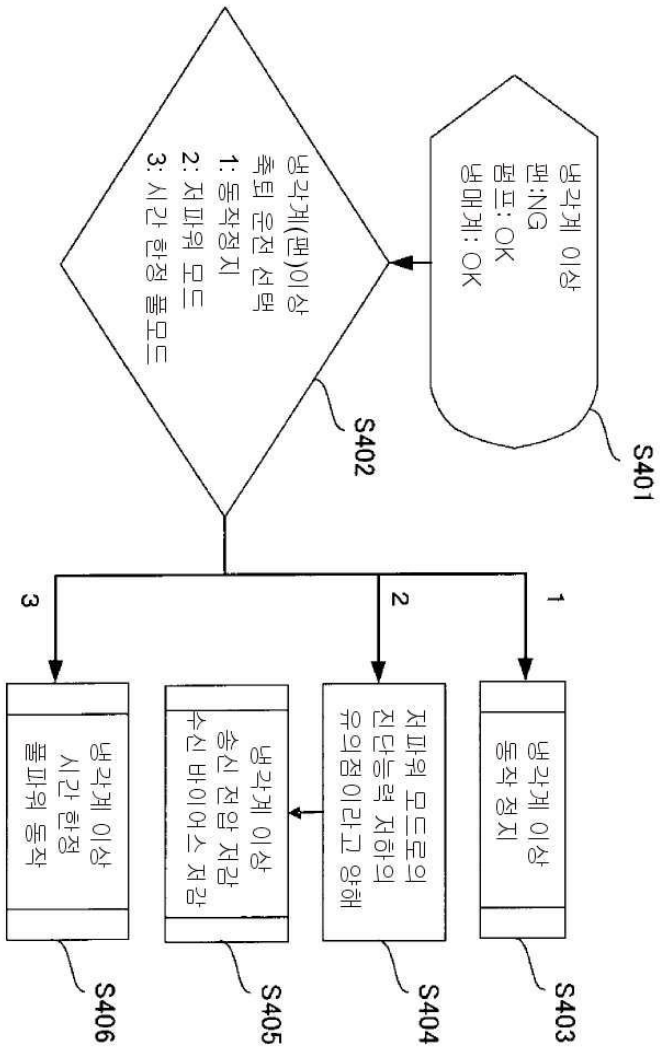 냉각계 이상
팬:NG
펌프: OK
냉매계: OK
S401
냉각계(팬)이상
축퇴 운전 선택
1: 동작정지
2: 저파워 모드
3: 시간 한정 풀모드
S402
1
냉각계 이상
동작 정지
S403
2
저파워 모드로의
진단능력 저하의
유의점이라고 양해
S404
냉각계 이상
송신 전압 저감
수신 바이어스 저감
S405
3
냉각계 이상
시간 한정
풀파워 동작
S406